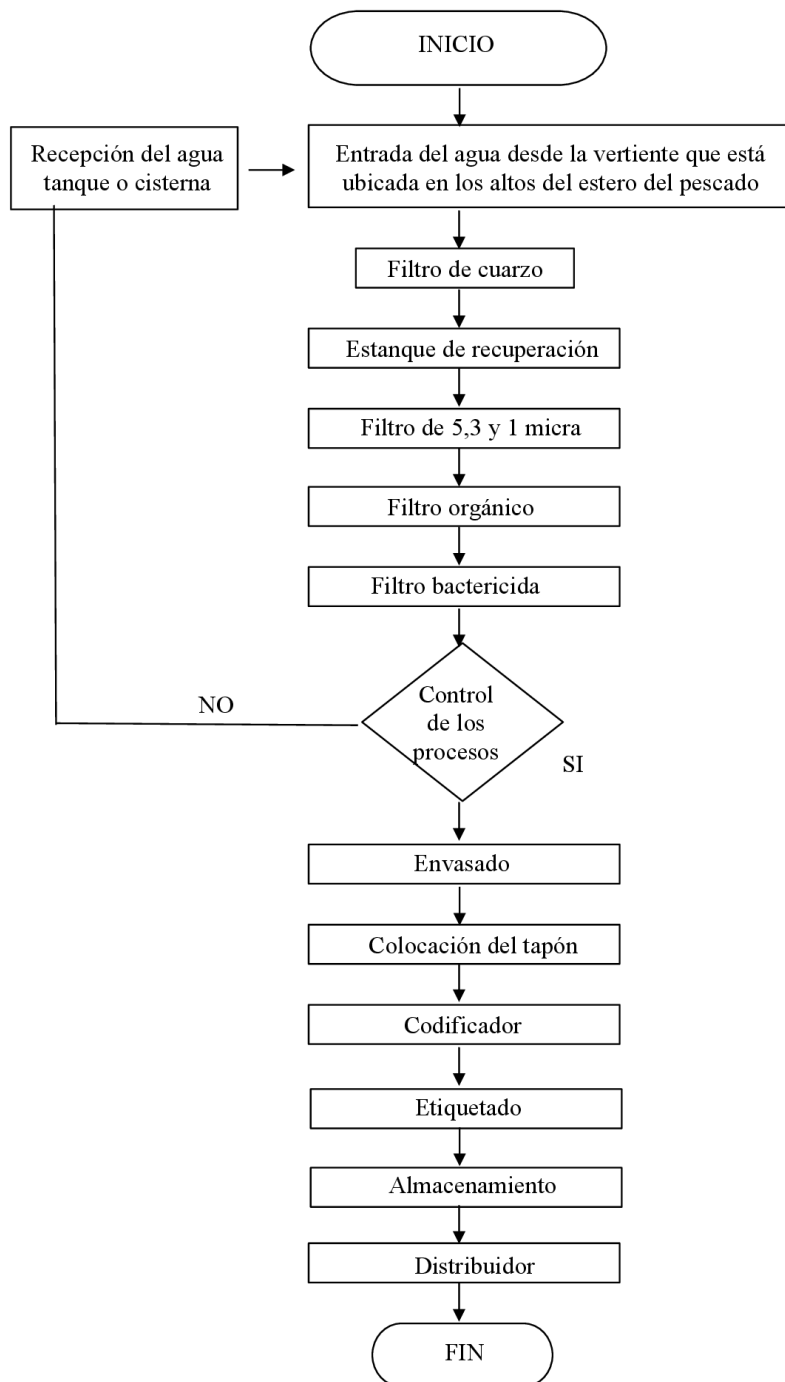 INICIO
Recepción del agua
tanque o cisterna
Entrada del agua desde la vertiente que está
ubicada en los altos del estero del pescado
Filtro de cuarzo
Estanque de recuperación
Filtro de 5,3 y 1 micra
Filtro orgánico
Filtro bactericida
Control
de los
procesos
NO
SI
Envasado
Colocación del tapón
Codificador
Etiquetado
Almacenamiento
Distribuidor
FIN